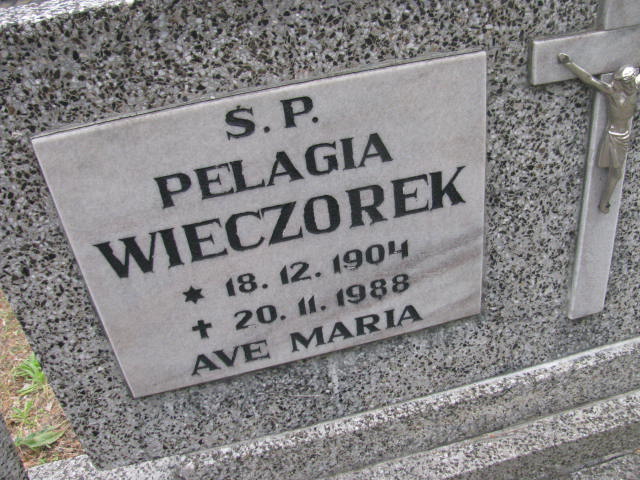 S. P.
PELAGIA
WIECZOREK
* 18. 12. 1904
✝ 20. 11. 1988
AVE MARIA